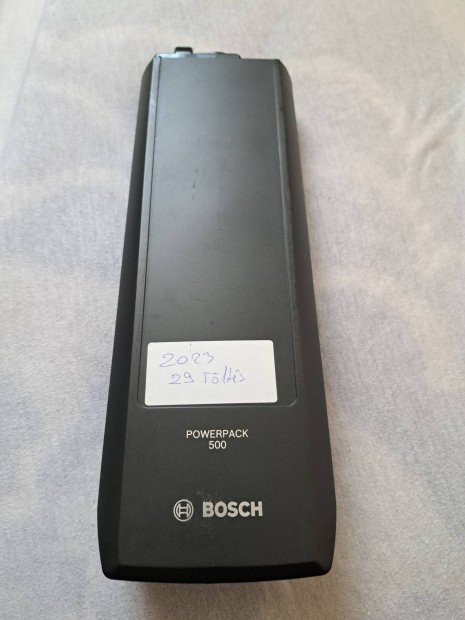 2023
29 Töltés
POWERPACK
500
BOSCH